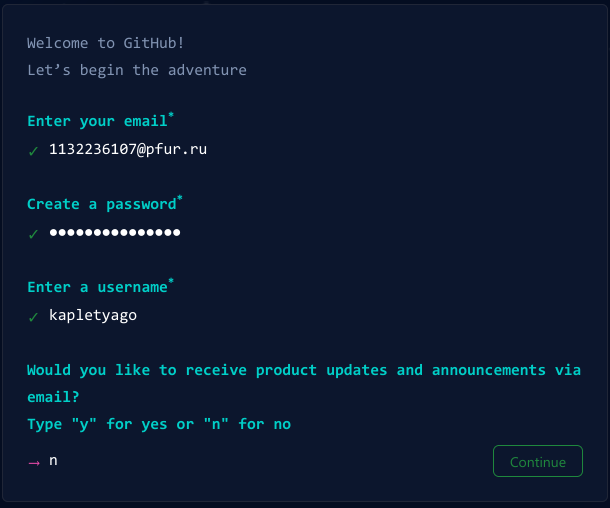 Welcome to GitHub!
Let’s begin the adventure
Enter your email*
✓ 1132236107@pfur.ru
Create a password*
✓ ●●●●●●●●●●●●●●●
Enter a username*
✓ kapletyago
Would you like to receive product updates and announcements via
email?
Type "y" for yes or "n" for no
→ n
Continue